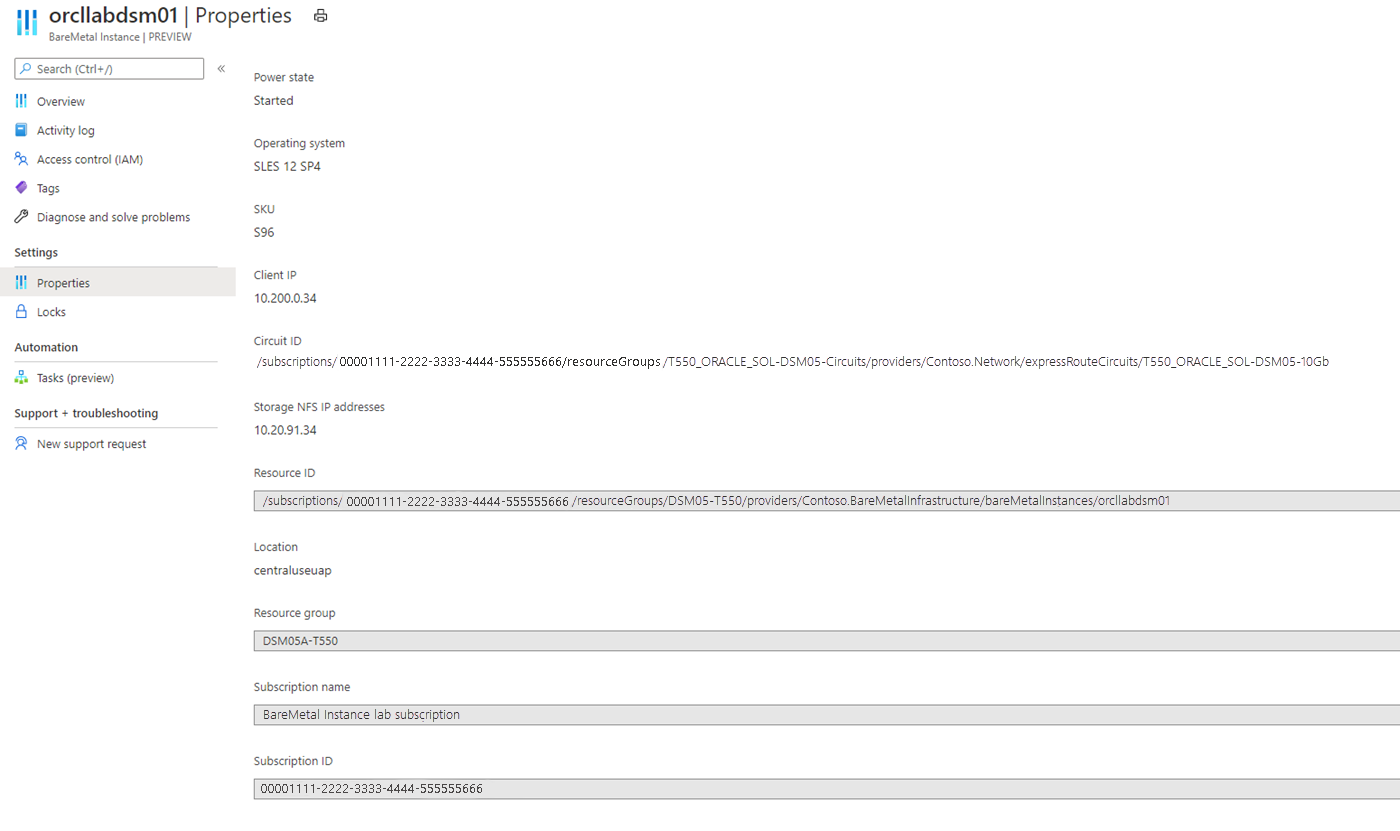 orcllabdsm01 | Properties
BareMetal Instance | PREVIEW
Search (Ctrl+/)
«
Overview
Activity log
Access control (IAM)
Tags
Diagnose and solve problems
Settings
Properties
Locks
Automation
Tasks (preview)
Support + troubleshooting
New support request
Power state
Started
Operating system
SLES 12 SP4
SKU
S96
Client IP
10.200.0.34
Circuit ID
/subscriptions/ 00001111-2222-3333-4444-555555666/resourceGroups /T550_ORACLE_SOL-DSM05-Circuits/providers/Contoso.Network/expressRouteCircuits/T550_ORACLE_SOL-DSM05-10Gb
Storage NFS IP addresses
10.20.91.34
Resource ID
/subscriptions/ 00001111-2222-3333-4444-555555666 /resourceGroups/DSM05-T550/providers/Contoso.BareMetalInfrastructure/bareMetalInstances/orcllabdsm01
Location
centraluseuap
Resource group
DSM05A-T550
Subscription name
BareMetal Instance lab subscription
Subscription ID
00001111-2222-3333-4444-555555666